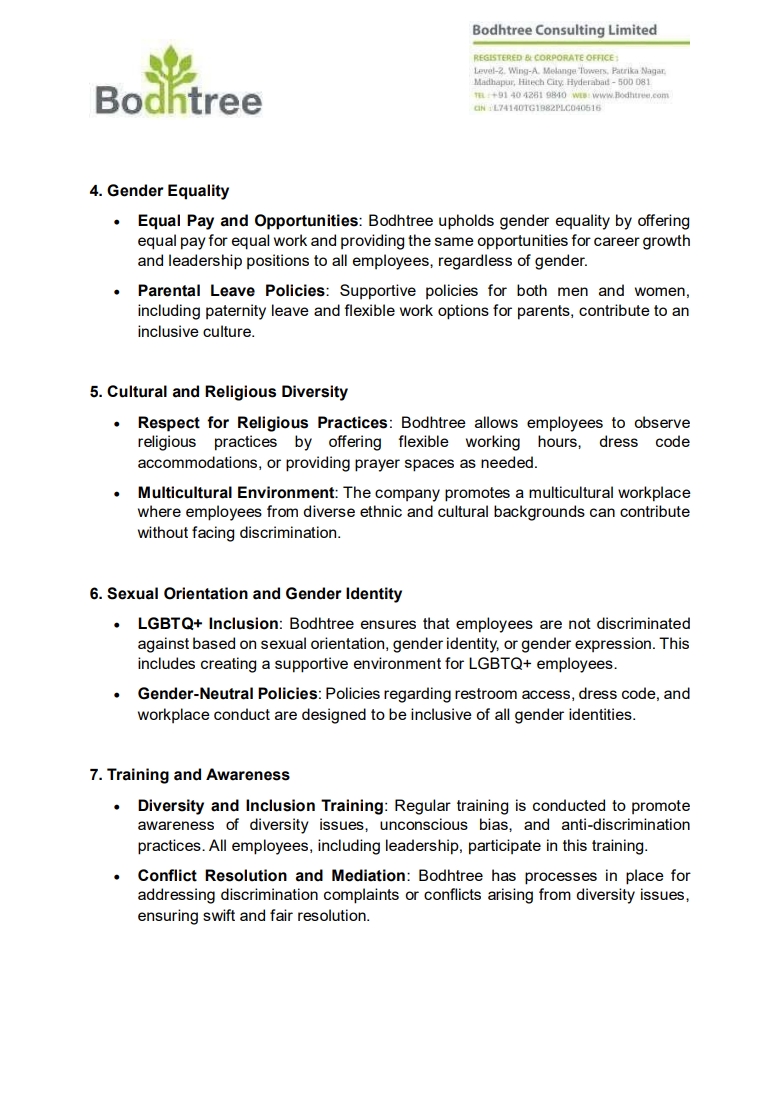 Bodhtree
Bodhtree Consulting Limited
REGISTERED & CORPORATE OFFICE :
Level-2, Wing-A, Melange Towers, Patrika Nagar,
Madhapur, Hitech City, Hyderabad - 500 081
TEL : +91 40 4261 9840 WEB: www.Bodhtree.com
CIN : L74140TG1982PLC040516
4. Gender Equality
• Equal Pay and Opportunities: Bodhtree upholds gender equality by offering
equal pay for equal work and providing the same opportunities for career growth
and leadership positions to all employees, regardless of gender.
• Parental Leave Policies: Supportive policies for both men and women,
including paternity leave and flexible work options for parents, contribute to an
inclusive culture.
5. Cultural and Religious Diversity
• Respect for Religious Practices: Bodhtree allows employees to observe
religious practices by offering flexible working hours, dress code
accommodations, or providing prayer spaces as needed.
• Multicultural Environment: The company promotes a multicultural workplace
where employees from diverse ethnic and cultural backgrounds can contribute
without facing discrimination.
6. Sexual Orientation and Gender Identity
• LGBTQ+ Inclusion: Bodhtree ensures that employees are not discriminated
against based on sexual orientation, gender identity, or gender expression. This
includes creating a supportive environment for LGBTQ+ employees.
• Gender-Neutral Policies: Policies regarding restroom access, dress code, and
workplace conduct are designed to be inclusive of all gender identities.
7. Training and Awareness
• Diversity and Inclusion Training: Regular training is conducted to promote
awareness of diversity issues, unconscious bias, and anti-discrimination
practices. All employees, including leadership, participate in this training.
• Conflict Resolution and Mediation: Bodhtree has processes in place for
addressing discrimination complaints or conflicts arising from diversity issues,
ensuring swift and fair resolution.